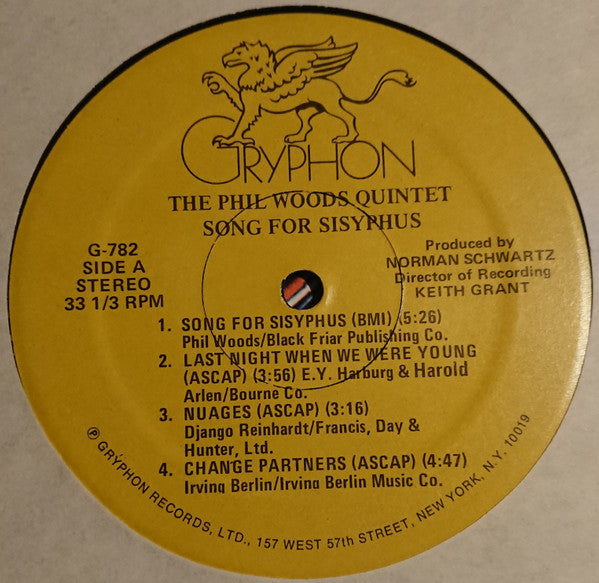 GRYPHON
THE PHIL WOODS QUINTET
SONG FOR SISYPHUS
G-782
SIDE A
STEREO
33 1/3 RPM
Produced by
NORMAN SCHWARTZ
Director of Recording
KEITH GRANT
1. SONG FOR SISYPHUS (BMI) (5:26)
Phil Woods/Black Friar Publishing Co.
2. LAST NIGHT WHEN WE WERE YOUNG
(ASCAP) (3:56) E.Y. Harburg & Harold
Arlen/Bourne Co.
3. NUAGES (ASCAP) (3:16)
Django Reinhardt/Francis, Day &
Hunter, Ltd.
4. CHANGE PARTNERS (ASCAP) (4:47)
Irving Berlin/Irving Berlin Music Co.
Ⓟ GRYPHON RECORDS, LTD., 157 WEST 57th STREET, NEW YORK, N.Y. 10019